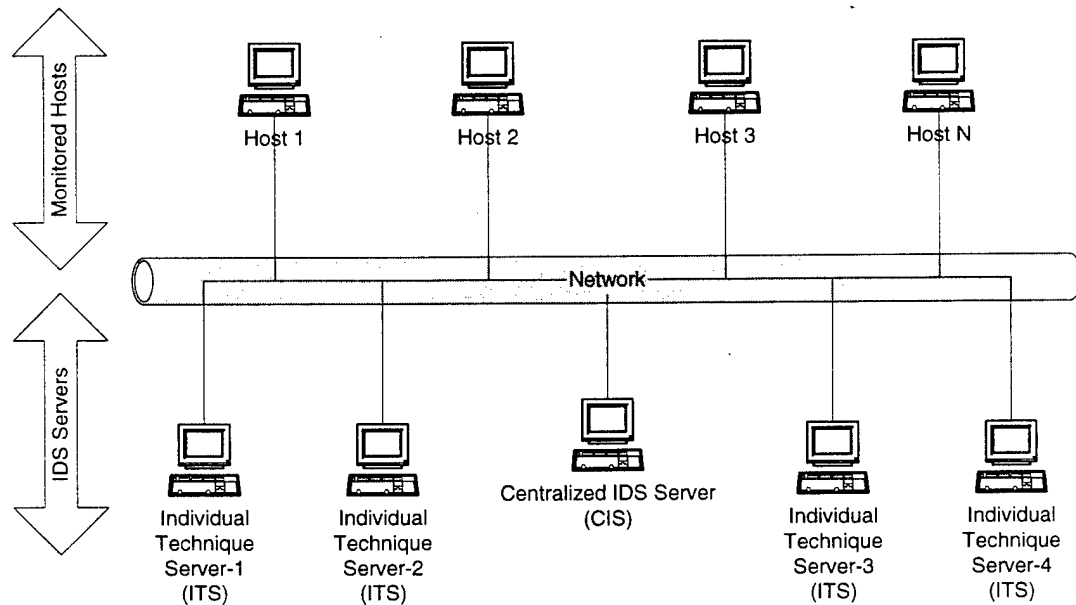 Monitored Hosts
Host 1
Host 2
Host 3
Host N
Network
IDS Servers
Individual
Technique
Server-1
(ITS)
Individual
Technique
Server-2
(ITS)
Centralized IDS Server
(CIS)
Individual
Technique
Server-3
(ITS)
Individual
Technique
Server-4
(ITS)